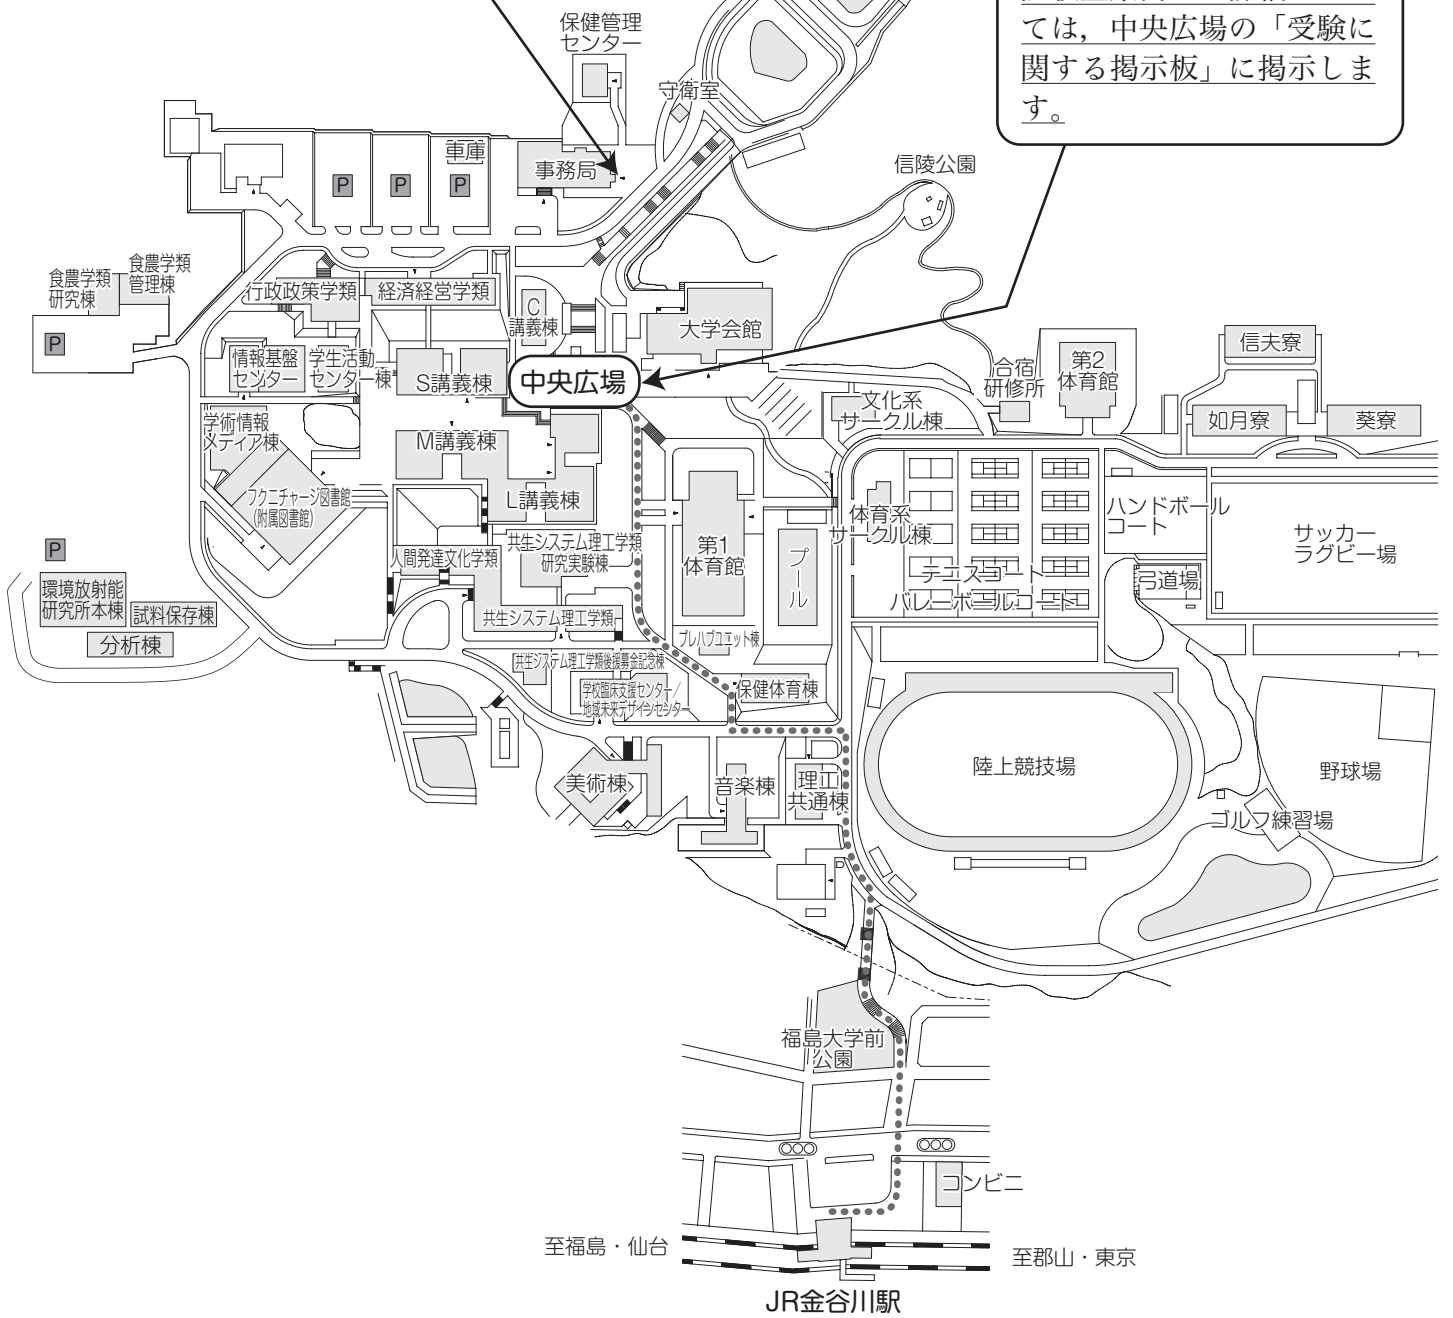 ては，中央広場の「受験に
関する掲示板」に掲示しま
す。
保健管理
センター
守衛室
車庫
事務局
P
P
P
信陵公園
食農学類
研究棟
食農学類
管理棟
P
行政政策学類
経済経営学類
C
講義棟
大学会館
情報基盤
センター
学生活動
センター棟
S講義棟
中央広場
合宿
研修所
第2
体育館
信夫寮
如月寮
葵寮
文化系
サークル棟
学術情報
メディア棟
M講義棟
フクニチャージ図書館
(附属図書館)
L講義棟
体育系
サークル棟
ハンドボール
コート
サッカー
ラグビー場
P
環境放射能
研究所本棟
試料保存棟
分析棟
人間発達文化学類
共生システム理工学類
研究実験棟
第1
体育館
プール
テニスコート
バレーボールコート
弓道場
共生システム理工学類
プレハブユニット棟
共生システム理工学類後援募金記念棟
学校臨床支援センター/
地域未来デザインセンター
保健体育棟
美術棟
音楽棟
理工
共通棟
陸上競技場
野球場
ゴルフ練習場
福島大学前
公園
コンビニ
至福島・仙台
至郡山・東京
JR金谷川駅